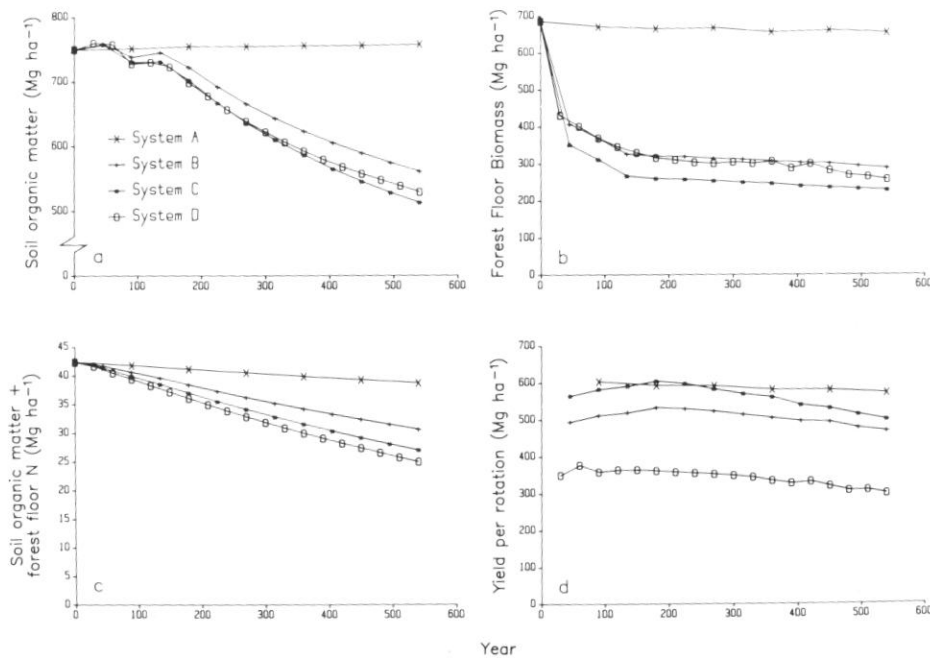 Soil organic matter (Mg ha⁻¹)
800
700
600
500
0
System A
System B
System C
System D
a
0 100 200 300 400 500 600
Forest Floor Biomass (Mg ha⁻¹)
700
600
500
400
300
200
100
0
b
0 100 200 300 400 500 600
Soil organic matter +
forest floor N (Mg ha⁻¹)
45
40
35
30
25
20
15
10
5
0
c
0 100 200 300 400 500 600
Yield per rotation (Mg ha⁻¹)
700
600
500
400
300
200
100
0
d
0 100 200 300 400 500 600
Year